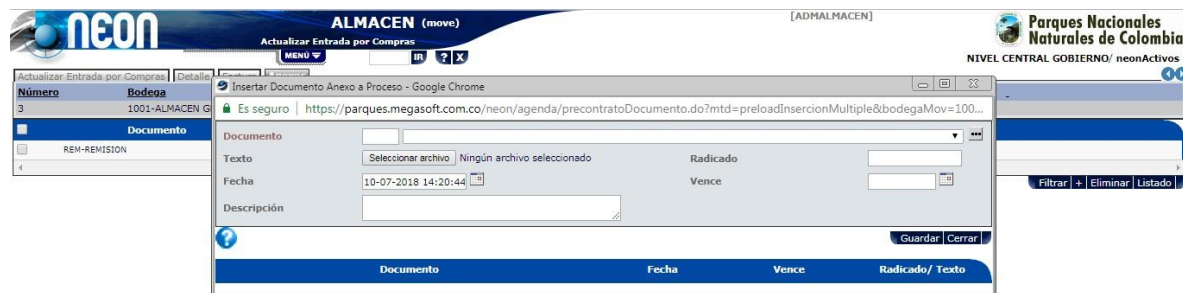 neon
ALMACEN (move)
[ADMALMACEN]
Parques Nacionales
Naturales de Colombia
Actualizar Entrada por Compras
MENÚ
IR ? X
NIVEL CENTRAL GOBIERNO/ neonActivos
Actualizar Entrada por Compras Detalle
Número Bodega
3 1001-ALMACEN G
Documento
REM-REMISION
Insertar Documento Anexo a Proceso - Google Chrome
Es seguro | https://parques.megasoft.com.co/neon/agenda/precontratoDocumento.do?mtd=preloadInsercionMultiple&bodegaMov=100...
Documento
Texto Seleccionar archivo Ningún archivo seleccionado Radicado
Fecha 10-07-2018 14:20:44 Vence
Descripción
Filtrar + Eliminar Listado
? Guardar Cerrar
Documento Fecha Vence Radicado/ Texto